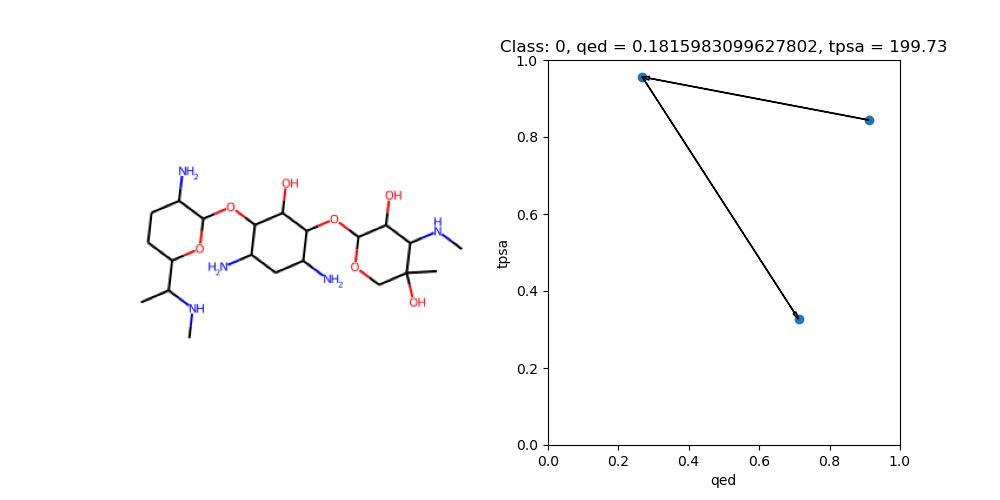 Class: 0, qed = 0.1815983099627802, tpsa = 199.73
1.0
0.8
0.6
0.4
0.2
0.0
tpsa
0.0 0.2 0.4 0.6 0.8 1.0
qed
NH2
OH
OH
O
O
H
N
O
O
H2N
NH2
OH
NH